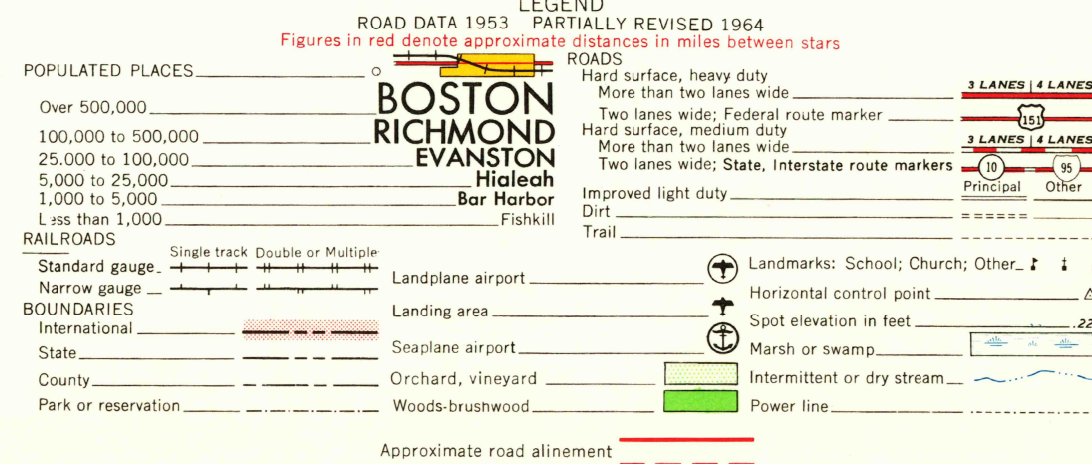 LEGEND
ROAD DATA 1953 PARTIALLY REVISED 1964
Figures in red denote approximate distances in miles between stars
POPULATED PLACES
Over 500,000 BOSTON
100,000 to 500,000 RICHMOND
25.000 to 100,000 EVANSTON
5,000 to 25,000 Hialeah
1,000 to 5,000 Bar Harbor
Less than 1,000 Fishkill
RAILROADS
Single track Double or Multiple
Standard gauge
Narrow gauge
BOUNDARIES
International
State
County
Park or reservation
Landplane airport
Landing area
Seaplane airport
Orchard, vineyard
Woods-brushwood
ROADS
Hard surface, heavy duty
More than two lanes wide 3 LANES | 4 LANES
Two lanes wide; Federal route marker 151
Hard surface, medium duty
More than two lanes wide 3 LANES | 4 LANES
Two lanes wide; State, Interstate route markers 10 95
Principal Other
Improved light duty
Dirt
Trail
Landmarks: School; Church; Other
Horizontal control point
Spot elevation in feet
Marsh or swamp
Intermittent or dry stream
Power line
Approximate road alinement